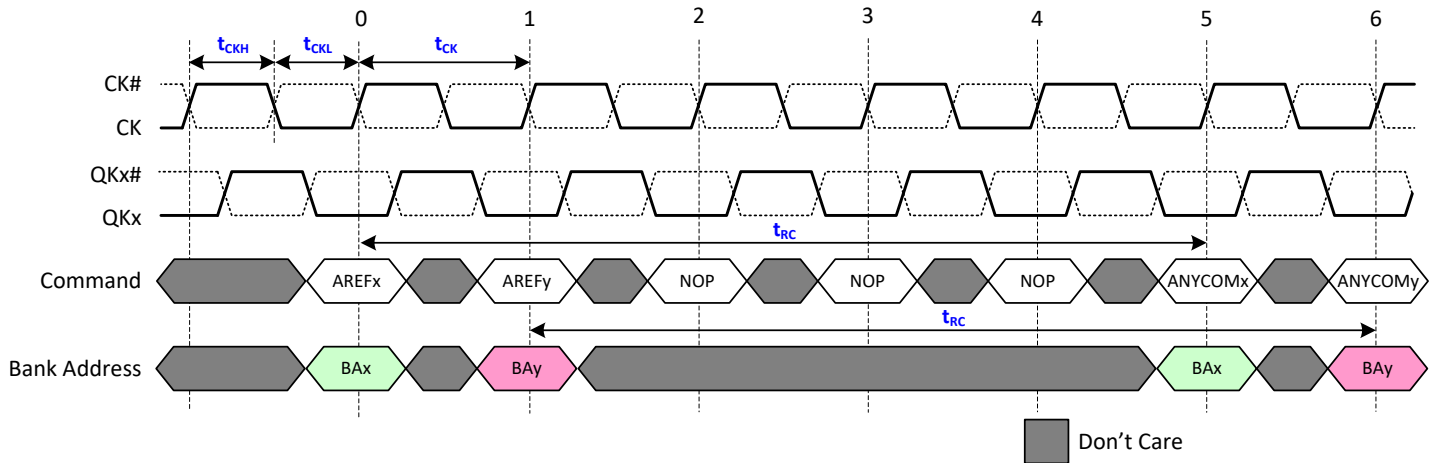 0 1 2 3 4 5 6
tCKH tCKL tCK
CK#
CK
QKx#
QKx
tRC
Command AREFx AREFy NOP NOP NOP ANYCOMx ANYCOMy
tRC
Bank Address BAx BAy BAx BAy
Don't Care